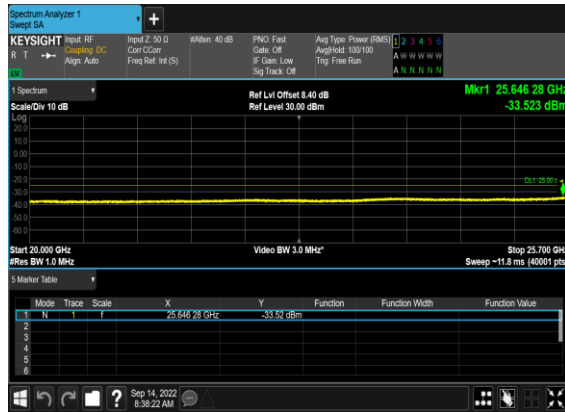 Spectrum Analyzer 1
Swept SA
+
KEYSIGHT Input: RF Input Z: 50 Ω #Atten: 40 dB PNO: Fast Avg Type: Power (RMS) 1 2 3 4 5 6
R T Coupling: DC Corr CCorr Gate: Off Avg|Hold: 100/100 A W W W W W
Align: Auto Freq Ref: Int (S) IF Gain: Low Trig: Free Run
Sig Track: Off A N N N N N
1 Spectrum
Ref Lvl Offset 8.40 dB Mkr1 25.646 28 GHz
Scale/Div 10 dB Ref Level 30.00 dBm -33.523 dBm
Log
20.0
10.0
0.00
-10.0
-20.0
DL1 -25.00
-30.0
-40.0
-50.0
-60.0
Start 20.000 GHz Video BW 3.0 MHz* Stop 25.700 GHz
#Res BW 1.0 MHz Sweep ~11.8 ms (40001 pts)
5 Marker Table
Mode Trace Scale X Y Function Function Width Function Value
1 N 1 f 25.646 28 GHz -33.52 dBm
2
3
4
5
6
? Sep 14, 2022
8:38:22 AM